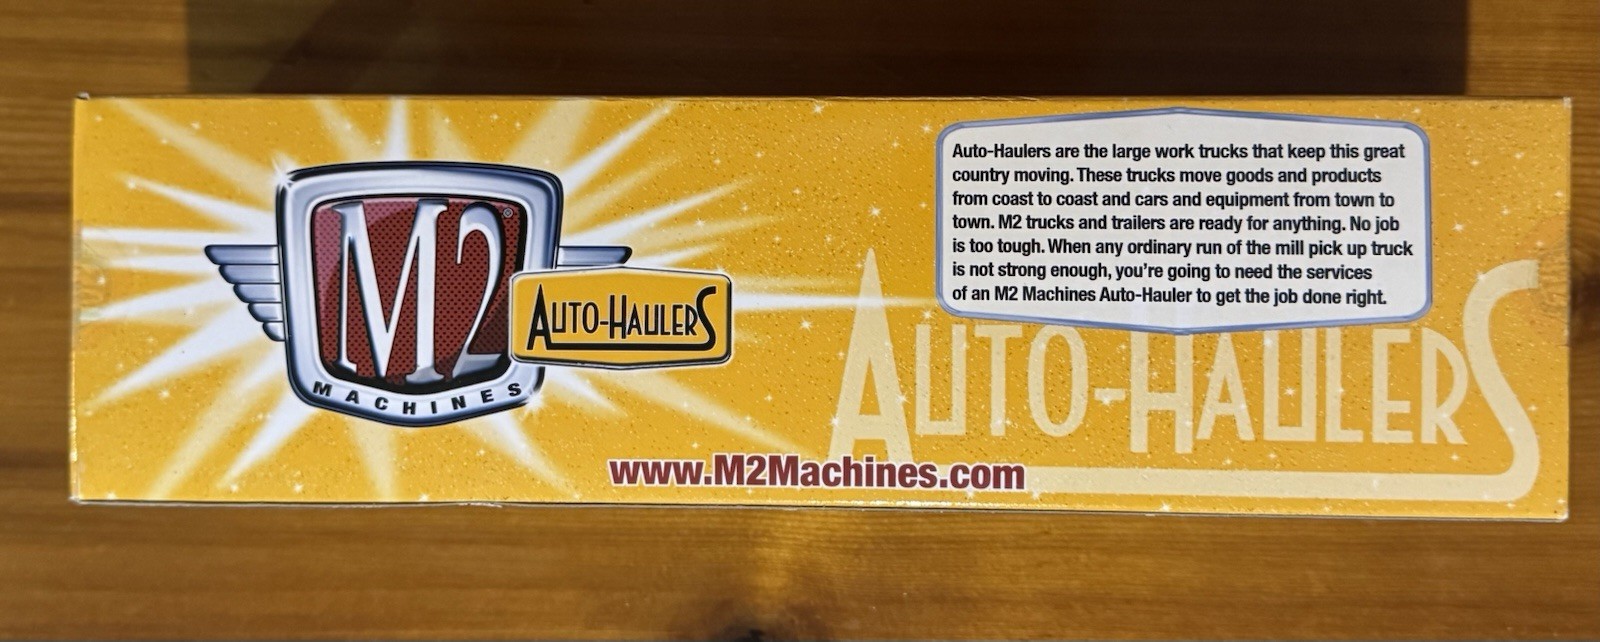 M2®
MACHINES
AUTO-HAULERS
Auto-Haulers are the large work trucks that keep this great
country moving. These trucks move goods and products
from coast to coast and cars and equipment from town to
town. M2 trucks and trailers are ready for anything. No job
is too tough. When any ordinary run of the mill pick up truck
is not strong enough, you're going to need the services
of an M2 Machines Auto-Hauler to get the job done right.
AUTO-HAULERS
www.M2Machines.com